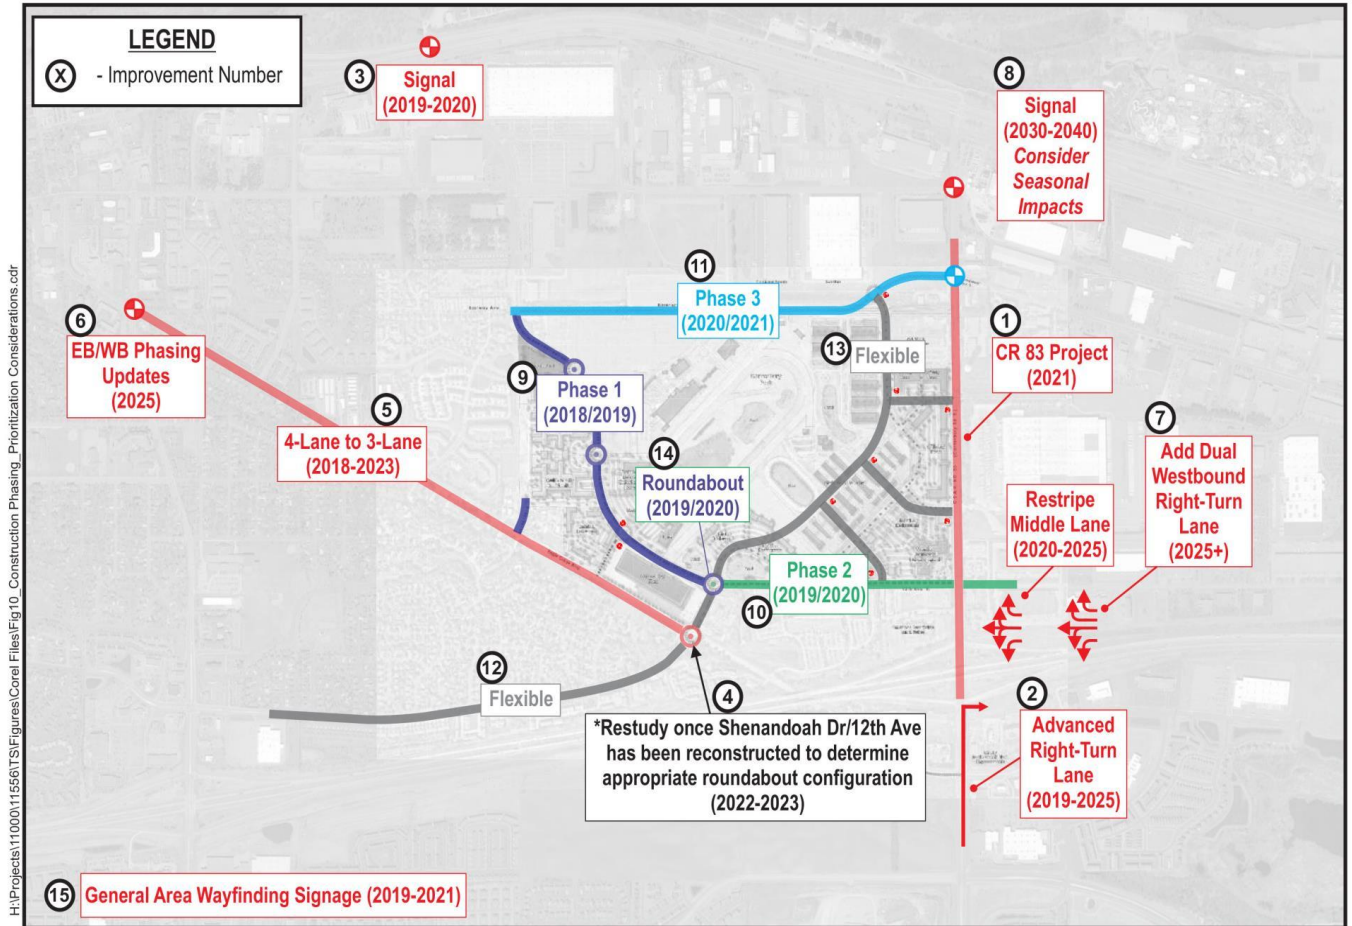 LEGEND
X - Improvement Number
3
Signal
(2019-2020)
8
Signal
(2030-2040)
Consider
Seasonal
Impacts
11
Phase 3
(2020/2021)
6
EB/WB Phasing
Updates
(2025)
13
Flexible
1
CR 83 Project
(2021)
9
Phase 1
(2018/2019)
5
4-Lane to 3-Lane
(2018-2023)
7
Add Dual
Westbound
Right-Turn
Lane
(2025+)
14
Roundabout
(2019/2020)
Restripe
Middle Lane
(2020-2025)
Phase 2
(2019/2020)
10
12
Flexible
4
*Restudy once Shenandoah Dr/12th Ave
has been reconstructed to determine
appropriate roundabout configuration
(2022-2023)
2
Advanced
Right-Turn
Lane
(2019-2025)
15
General Area Wayfinding Signage (2019-2021)
H:\Projects\11000\11556\TS\Figures\Corel Files\Fig10_Construction Phasing_Prioritization Considerations.cdr